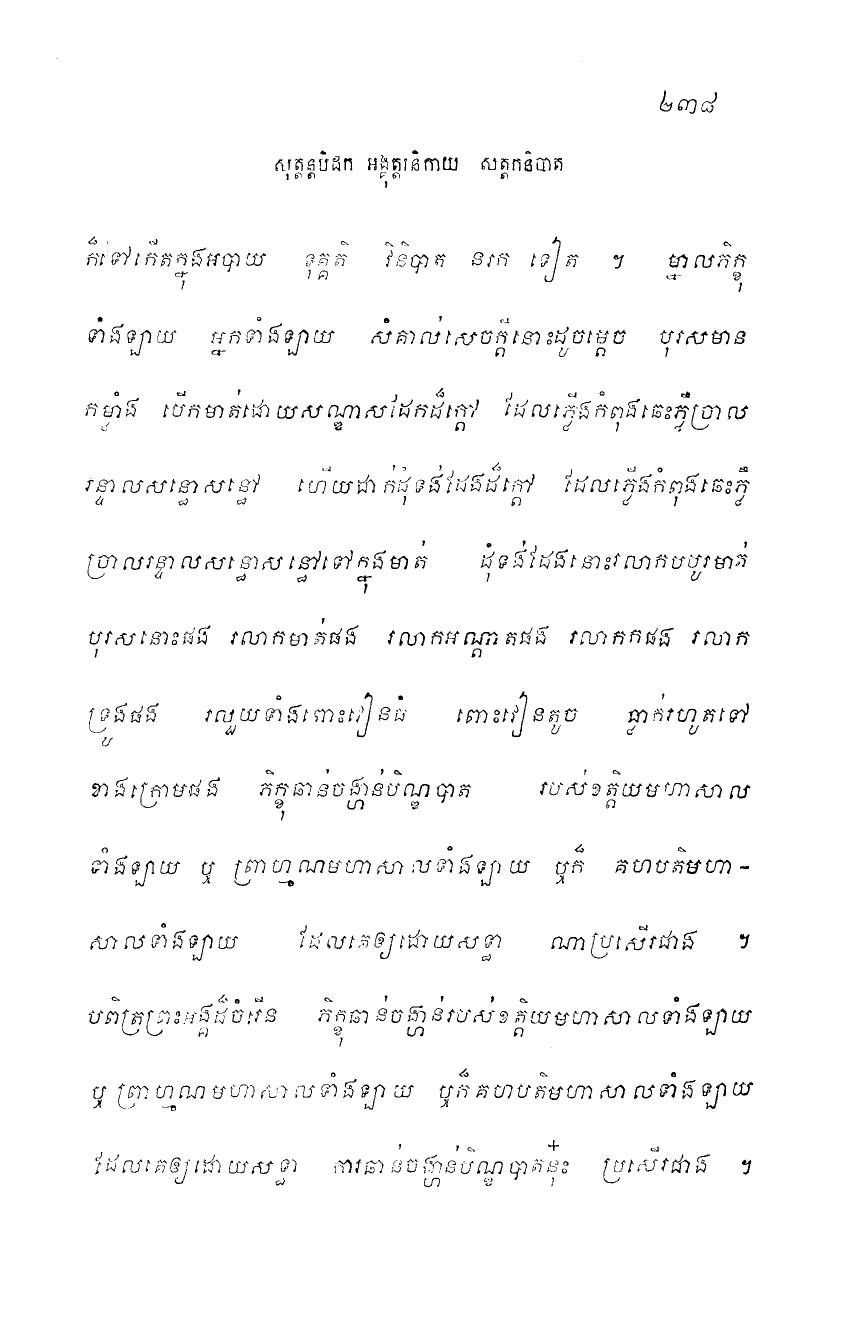 ២៣៨
សុត្តន្តបិដក អង្គុត្តរនិកាយ សត្តកនិបាត
ក៏ទៅកើតក្នុងអបាយ ទុគ្គតិ វិនិបាត នរក ទៀត ។ ម្នាលភិក្ខុ
ទាំងឡាយ អ្នកទាំងឡាយ សំគាល់សេចក្តីនោះដូចម្តេច បុរសមាន
កម្លាំង បើកមាត់ដោយសណ្ឌាសដែកដ៏ក្តៅ ដែលភ្លើងកំពុងឆេះភ្លឺប្រាល
រន្ទាលសន្ធោសន្ធៅ ហើយដាក់ដុំទង់ដែងដ៏ក្តៅ ដែលភ្លើងកំពុងឆេះភ្លឺ
ប្រាលរន្ទាលសន្ធោសន្ធៅទៅក្នុងមាត់ ដុំទង់ដែងនោះរលាកបបូរមាត់
បុរសនោះផង រលាកមាត់ផង រលាកអណ្តាតផង រលាកកផង រលាក
ទ្រូងផង រលួយទាំងពោះវៀនធំ ពោះវៀនតូច ធ្លាក់រហូតទៅ
ខាងក្រោមផង ភិក្ខុឆាន់ចង្ហាន់បិណ្ឌបាត របស់ខត្តិយមហាសាល
ទាំងឡាយ ឬ ព្រាហ្មណមហាសាលទាំងឡាយ ឬក៏ គហបតិមហា-
សាលទាំងឡាយ ដែលគេឲ្យដោយសទ្ធា ណាប្រសើរជាង ។
បពិត្រព្រះអង្គដ៏ចំរើន ភិក្ខុឆាន់ចង្ហាន់របស់ខត្តិយមហាសាលទាំងឡាយ
ឬ ព្រាហ្មណមហាសាលទាំងឡាយ ឬក៏គហបតិមហាសាលទាំងឡាយ
ដែលគេឲ្យដោយសទ្ធា ការឆាន់ចង្ហាន់បិណ្ឌបាតនុ៎ះ ប្រសើរជាង ។